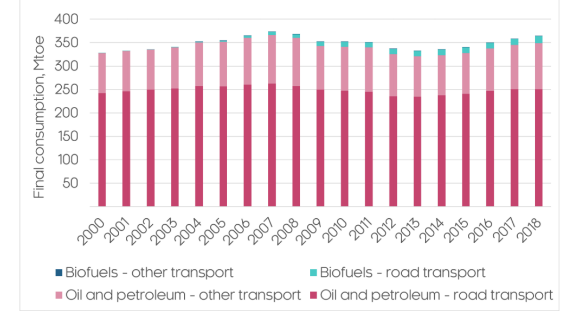 Final consumption, Mtoe
400
350
300
250
200
150
100
50
2000 2001 2002 2003 2004 2005 2006 2007 2008 2009 2010 2011 2012 2013 2014 2015 2016 2017 2018
Biofuels - other transport Biofuels - road transport
Oil and petroleum - other transport Oil and petroleum - road transport